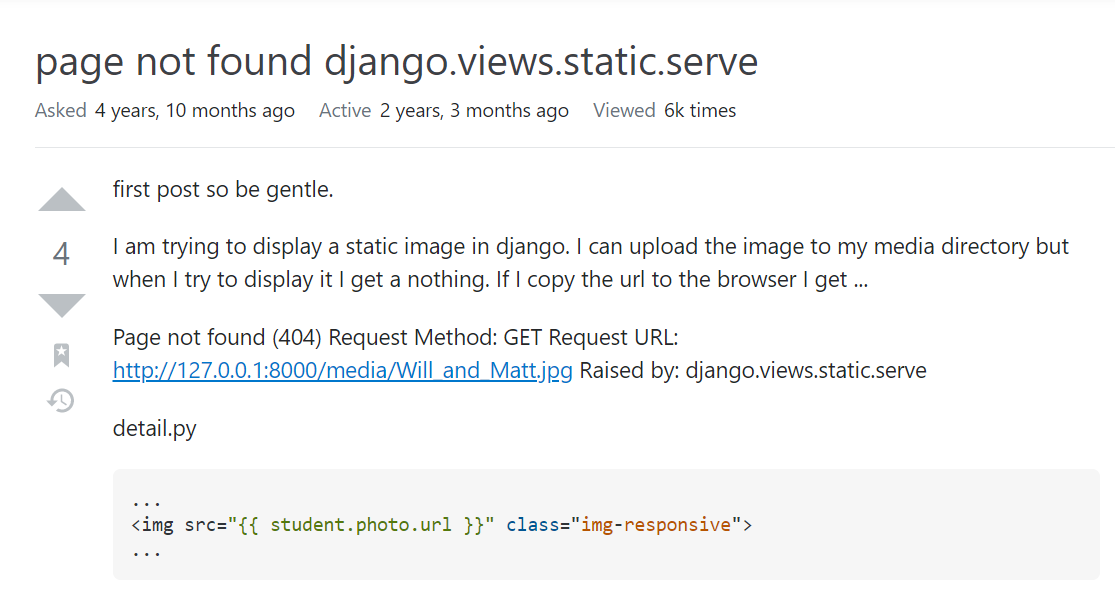 page not found django.views.static.serve
Asked 4 years, 10 months ago Active 2 years, 3 months ago Viewed 6k times
first post so be gentle.
4
I am trying to display a static image in django. I can upload the image to my media directory but
when I try to display it I get a nothing. If I copy the url to the browser I get ...
Page not found (404) Request Method: GET Request URL:
http://127.0.0.1:8000/media/Will_and_Matt.jpg Raised by: django.views.static.serve
detail.py
...
<img src="{{ student.photo.url }}" class="img-responsive">
...